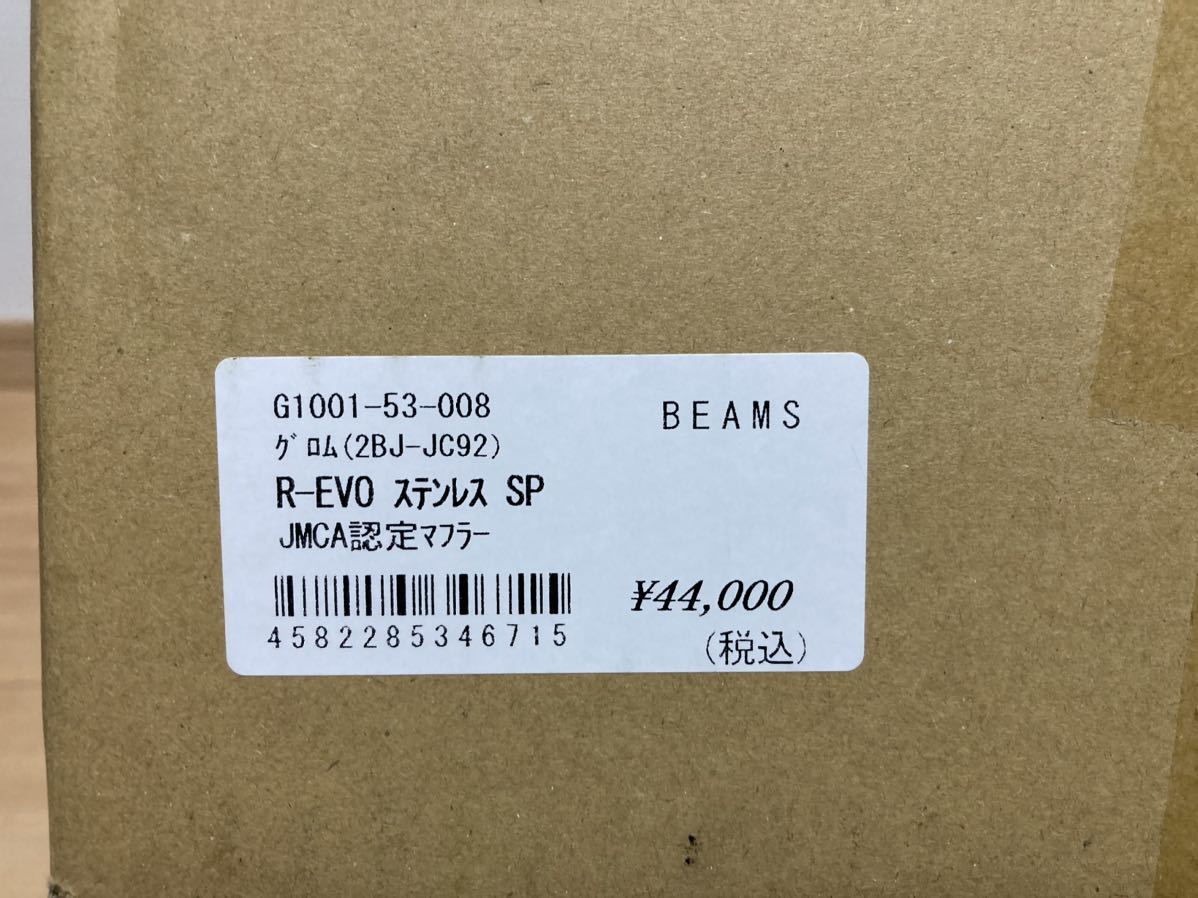 G1001-53-008
BEAMS
ｸﾞﾛﾑ(2BJ-JC92)
R-EVO ｽﾃﾝﾚｽ SP
JMCA認定ﾏﾌﾗｰ
¥44,000
4582285346715
(税込)